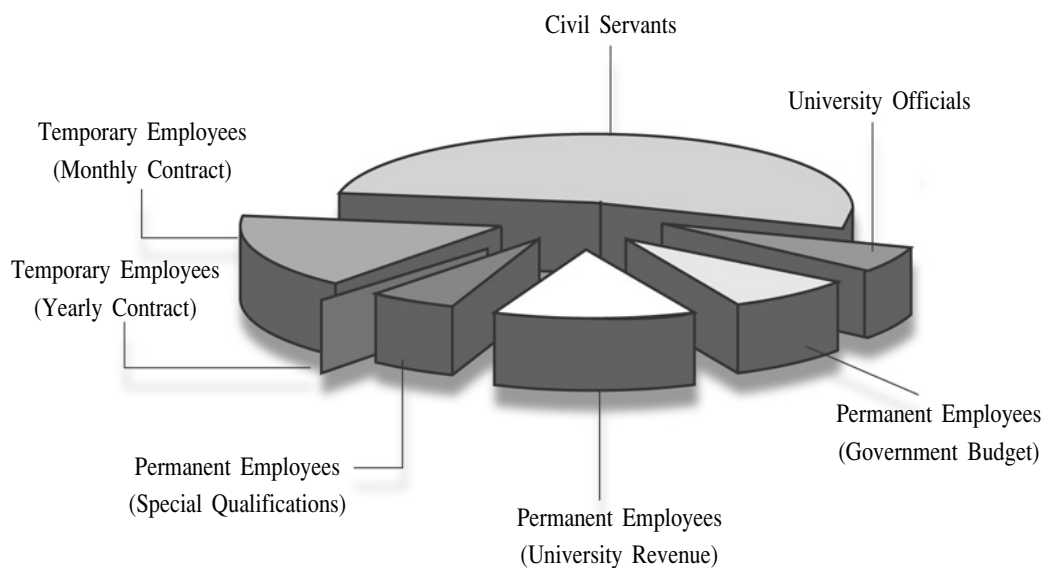 Civil Servants
University Officials
Temporary Employees
(Monthly Contract)
Temporary Employees
(Yearly Contract)
Permanent Employees
(Government Budget)
Permanent Employees
(Special Qualifications)
Permanent Employees
(University Revenue)